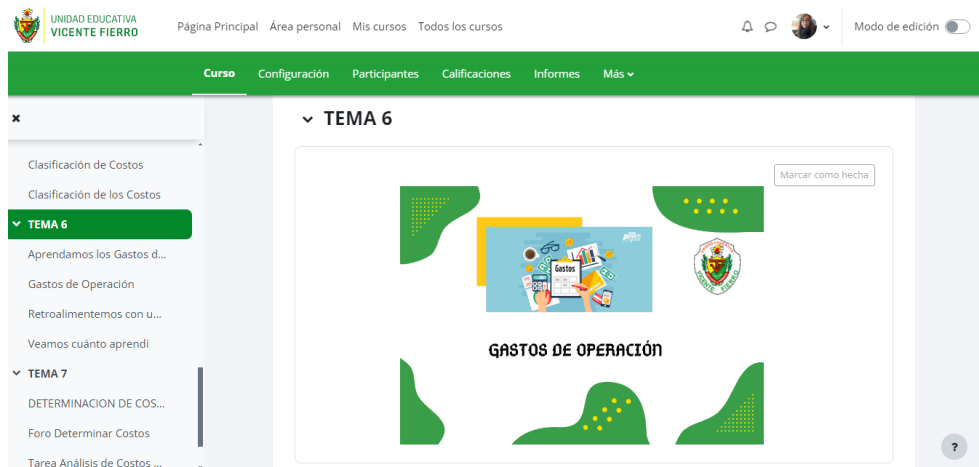 UNIDAD EDUCATIVA
VICENTE FIERRO
Página Principal Área personal Mis cursos Todos los cursos
Modo de edición
Curso Configuración Participantes Calificaciones Informes Más
Clasificación de Costos
Clasificación de los Costos
TEMA 6
Aprendamos los Gastos d...
Gastos de Operación
Retroalimentemos con u...
Veamos cuánto aprendi
TEMA 7
DETERMINACION DE COS...
Foro Determinar Costos
Tarea Análisis de Costos ...
TEMA 6
Marcar como hecha
Gastos
VICENTE FIERRO
GASTOS DE OPERACIÓN
?